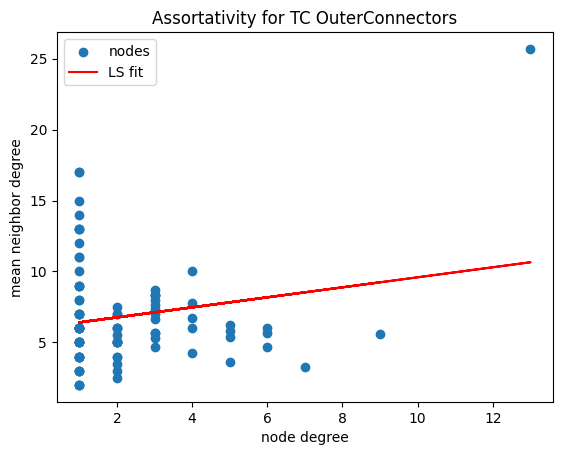 Assortativity for TC OuterConnectors
nodes
LS fit
25
20
15
10
5
mean neighbor degree
2 4 6 8 10 12
node degree